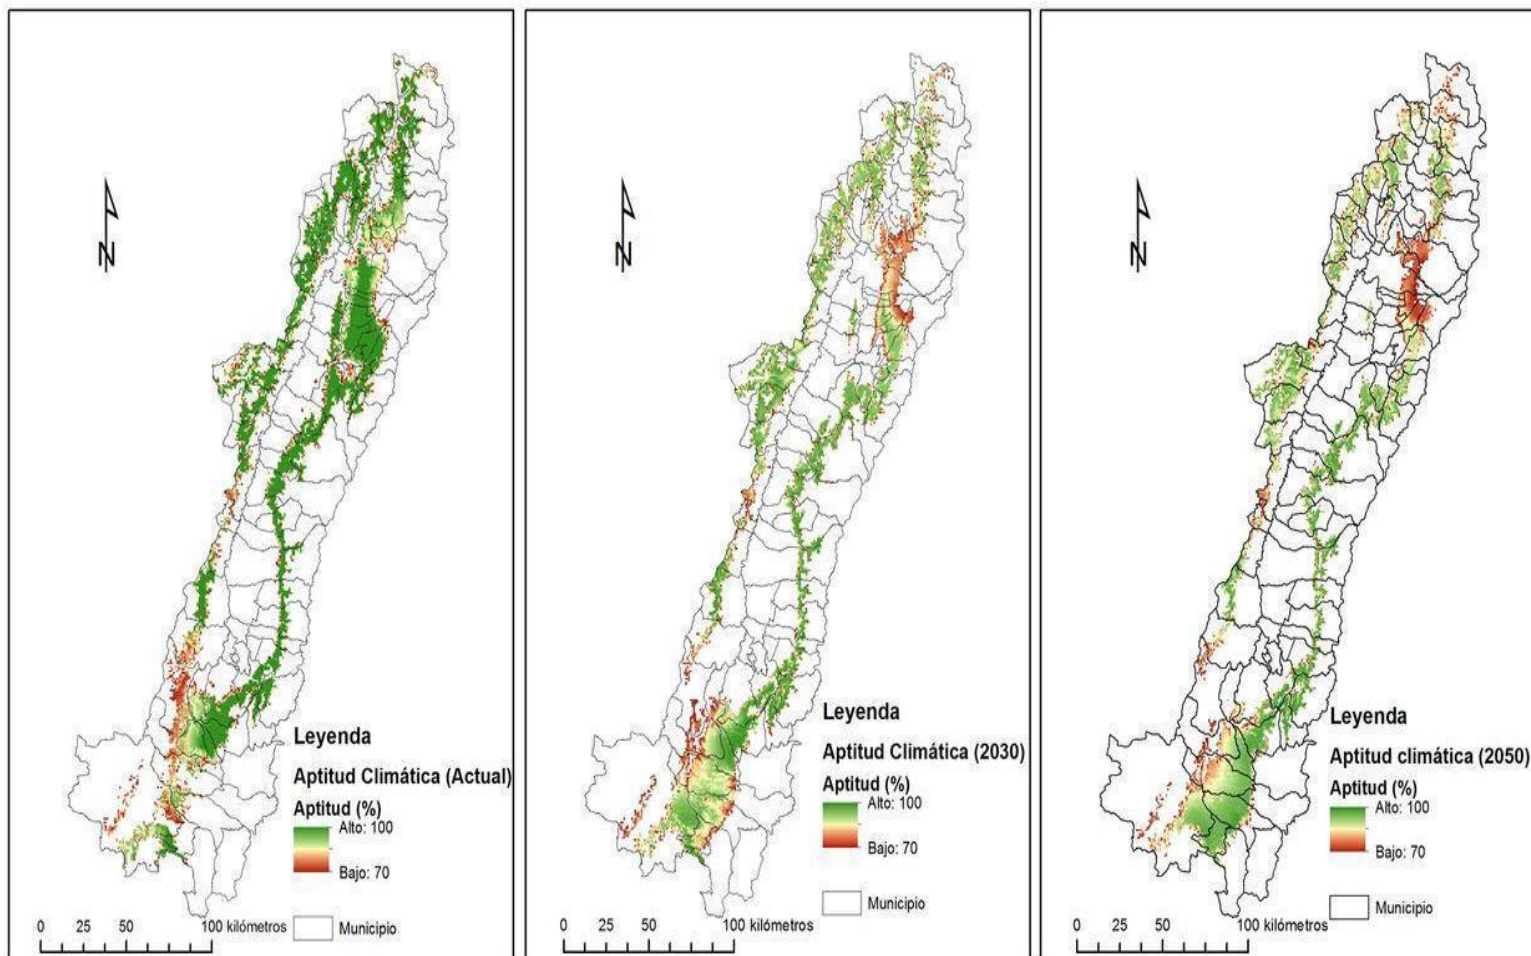 N
Leyenda
Aptitud Climática (Actual)
Aptitud (%)
Alto: 100
Bajo: 70
Municipio
0 25 50 100 kilómetros
N
Leyenda
Aptitud Climática (2030)
Aptitud (%)
Alto: 100
Bajo: 70
Municipio
0 25 50 100 kilómetros
N
Leyenda
Aptitud climática (2050)
Aptitud (%)
Alto: 100
Bajo: 70
Municipio
0 25 50 100 kilómetros